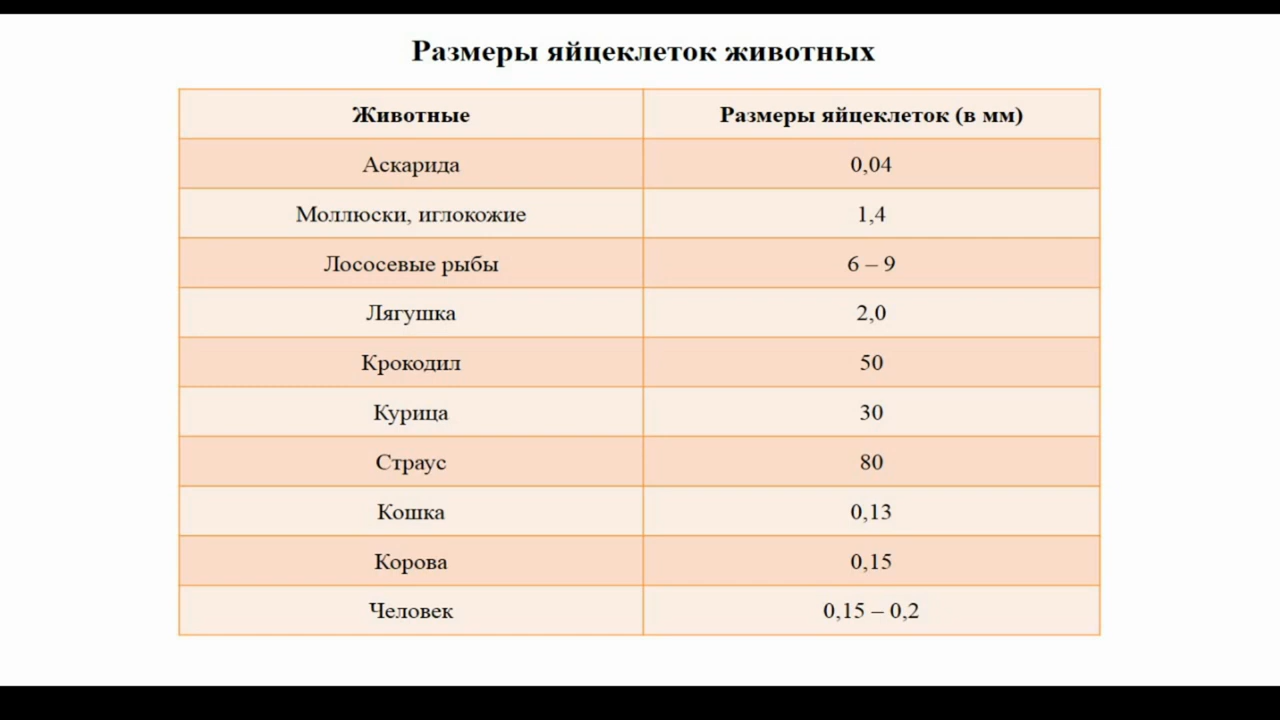 Размеры яйцеклеток животных
Животные Размеры яйцеклеток (в мм)
Аскарида 0,04
Моллюски, иглокожие 1,4
Лососевые рыбы 6 – 9
Лягушка 2,0
Крокодил 50
Курица 30
Страус 80
Кошка 0,13
Корова 0,15
Человек 0,15 – 0,2